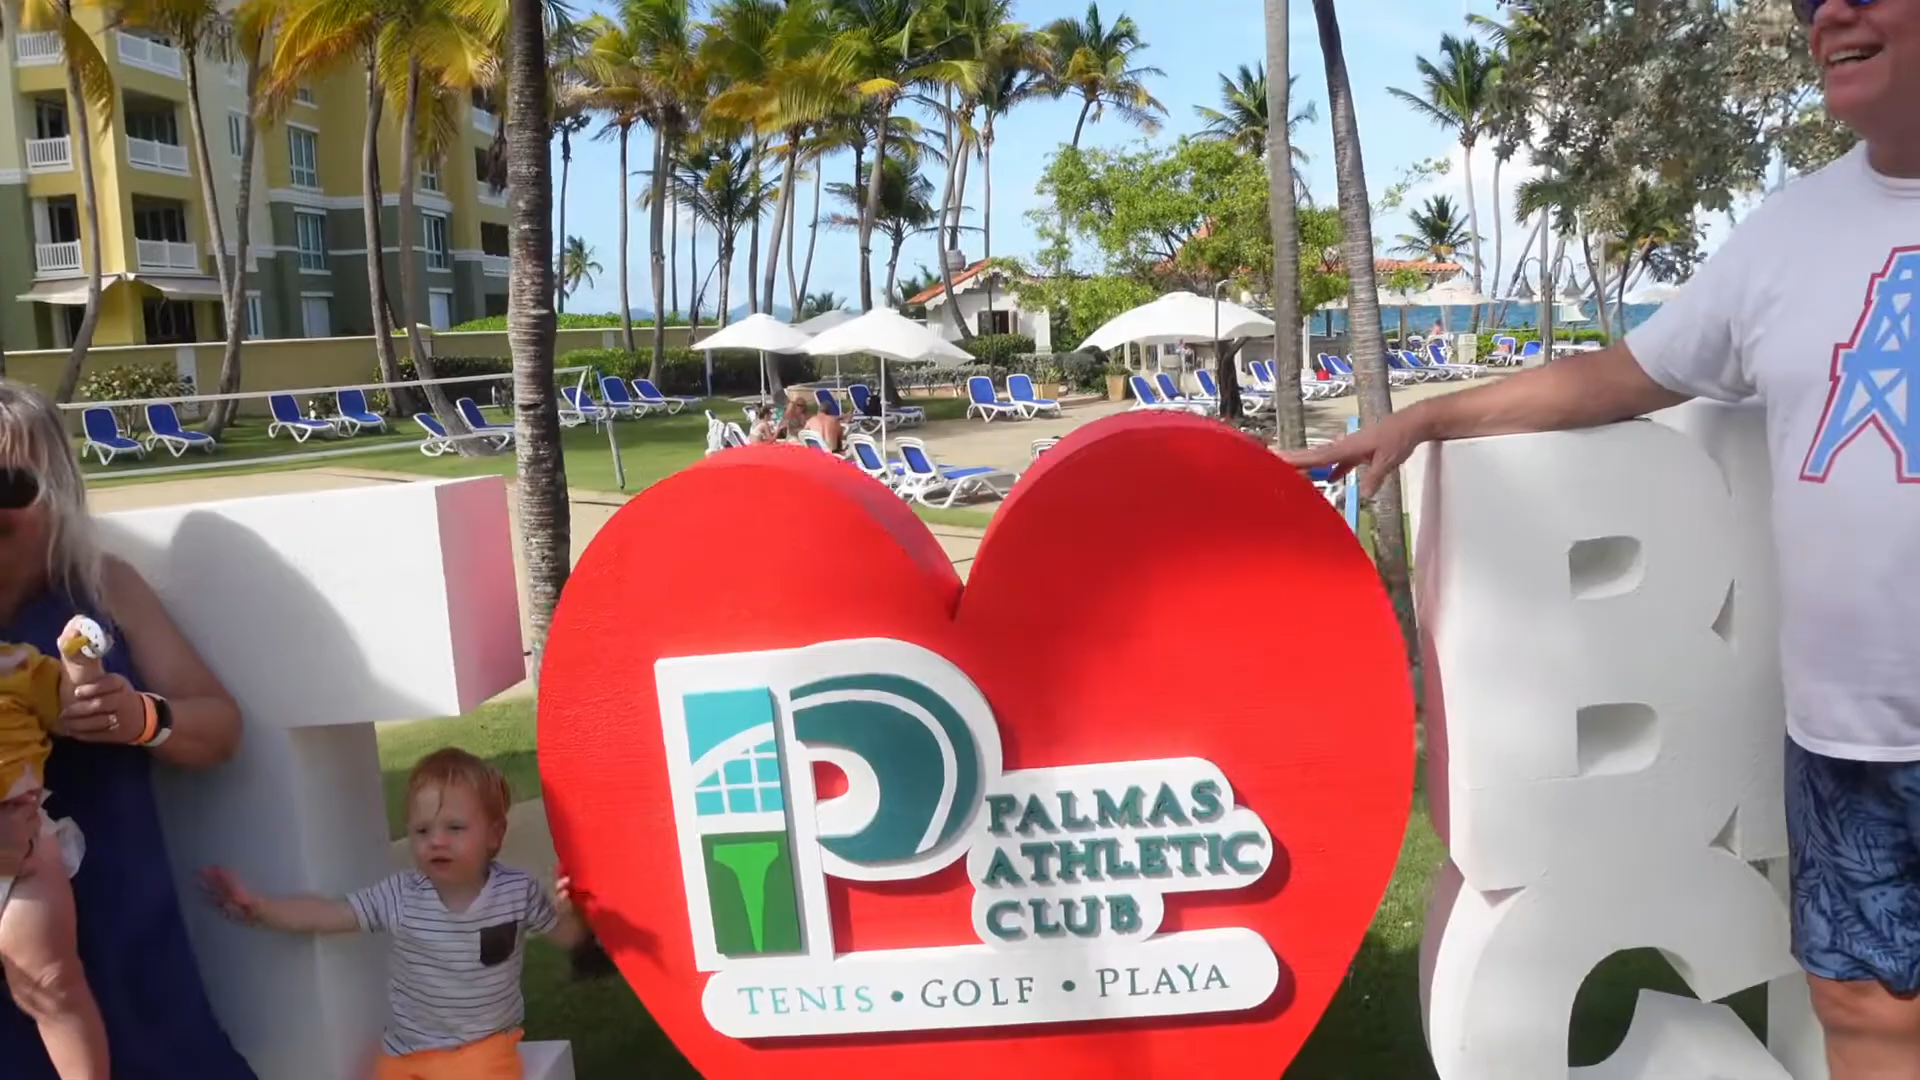 PALMAS
ATHLETIC
CLUB
TENIS • GOLF • PLAYA